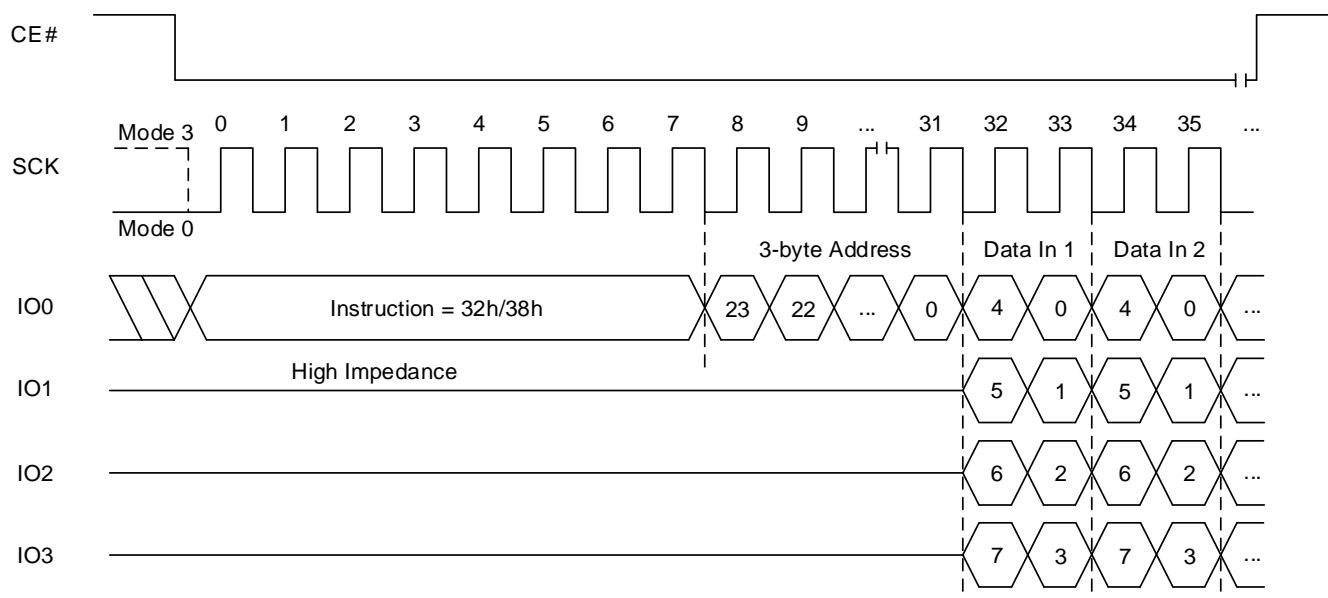 CE#
0 1 2 3 4 5 6 7 8 9 ... 31 32 33 34 35 ...
Mode 3
SCK
Mode 0
3-byte Address Data In 1 Data In 2
IO0 Instruction = 32h/38h 23 22 ... 0 4 0 4 0 ...
High Impedance
IO1 5 1 5 1 ...
IO2 6 2 6 2 ...
IO3 7 3 7 3 ...